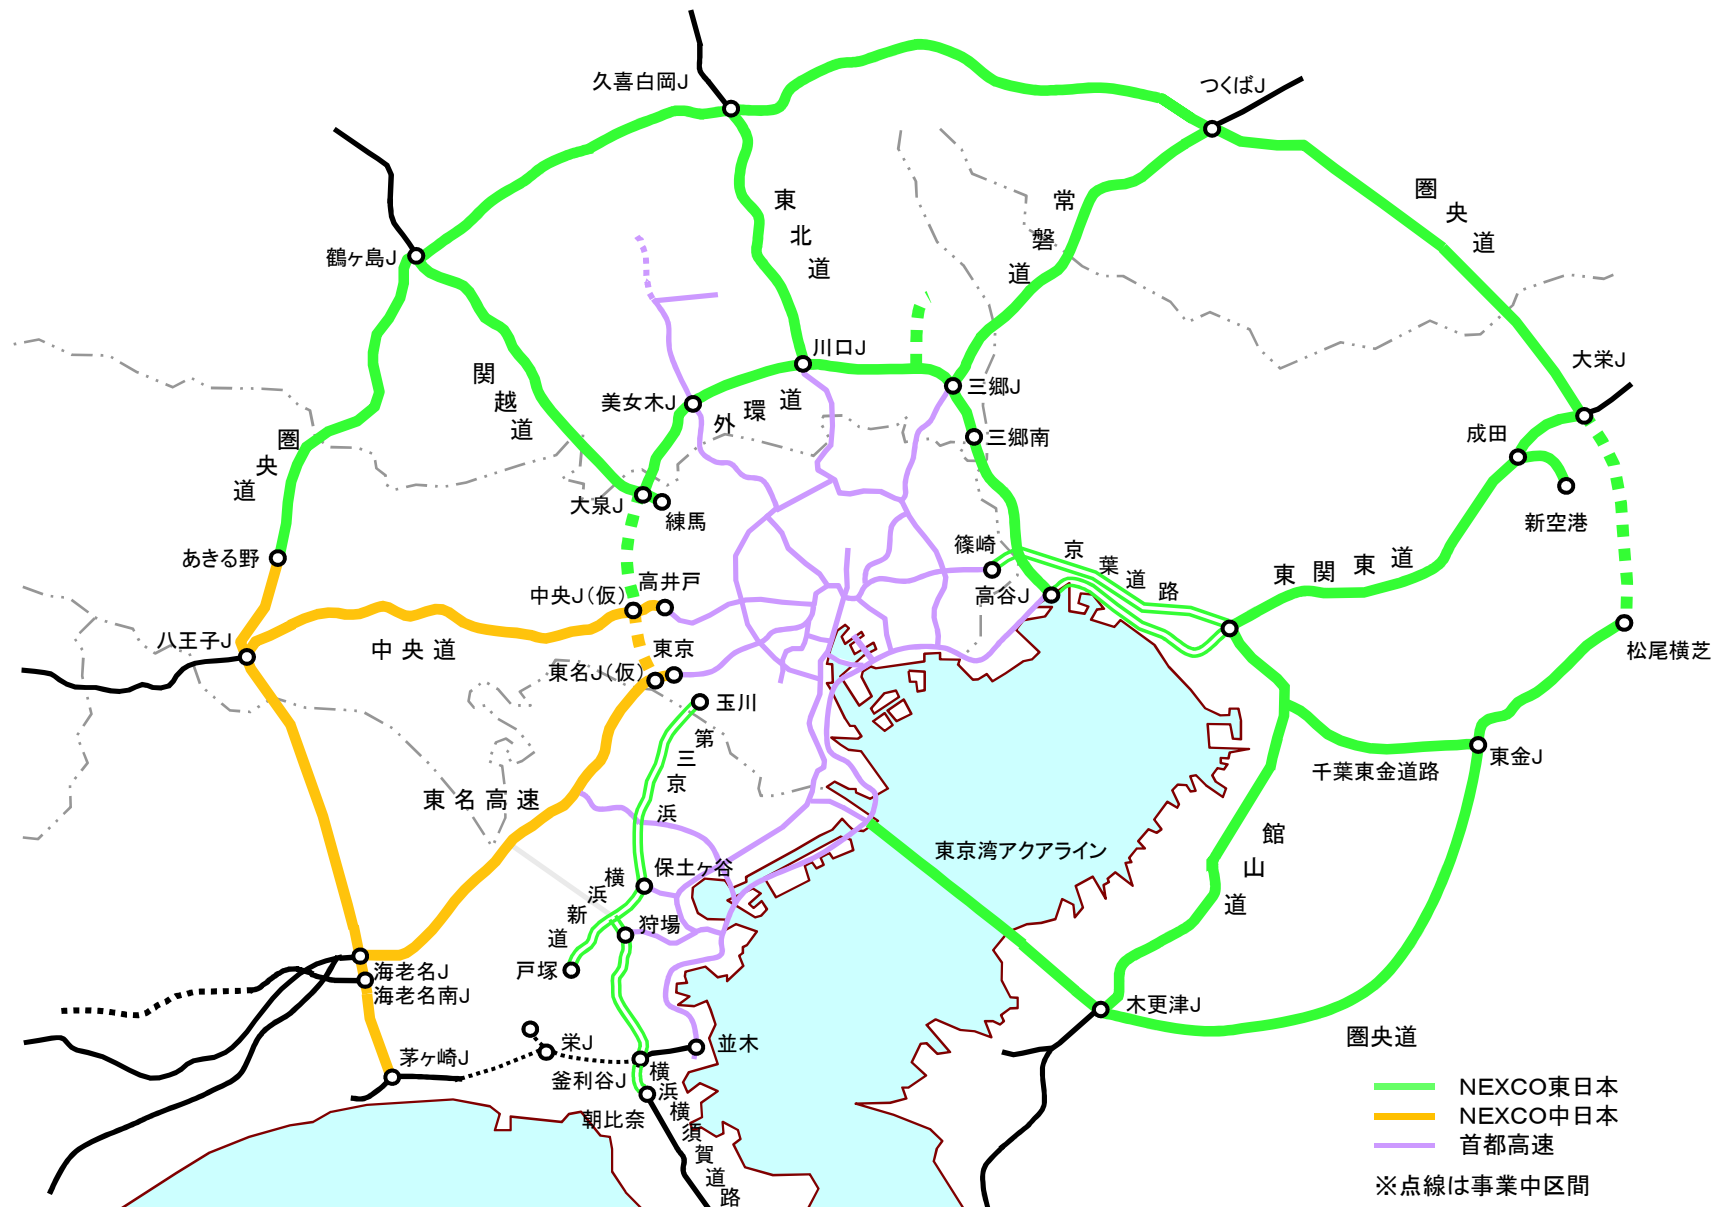 久喜白岡J
つくばJ
鶴ヶ島J
東北道
常磐道
圏央道
川口J
大栄J
関越道
美女木J
外環道
三郷J
三郷南
成田
圏央道
大泉J
練馬
新空港
あきる野
篠崎
京葉道路
東関東道
中央J(仮)
高井戸
高谷J
八王子J
中央道
東京
東名J(仮)
松尾横芝
玉川
第三京浜
東金J
千葉東金道路
東名高速
館山道
東京湾アクアライン
保土ヶ谷
横浜新道
狩場
戸塚
海老名J
海老名南J
木更津J
圏央道
栄J
並木
茅ヶ崎J
釜利谷J
朝比奈
横浜横須賀道路
NEXCO東日本
NEXCO中日本
首都高速
※点線は事業中区間